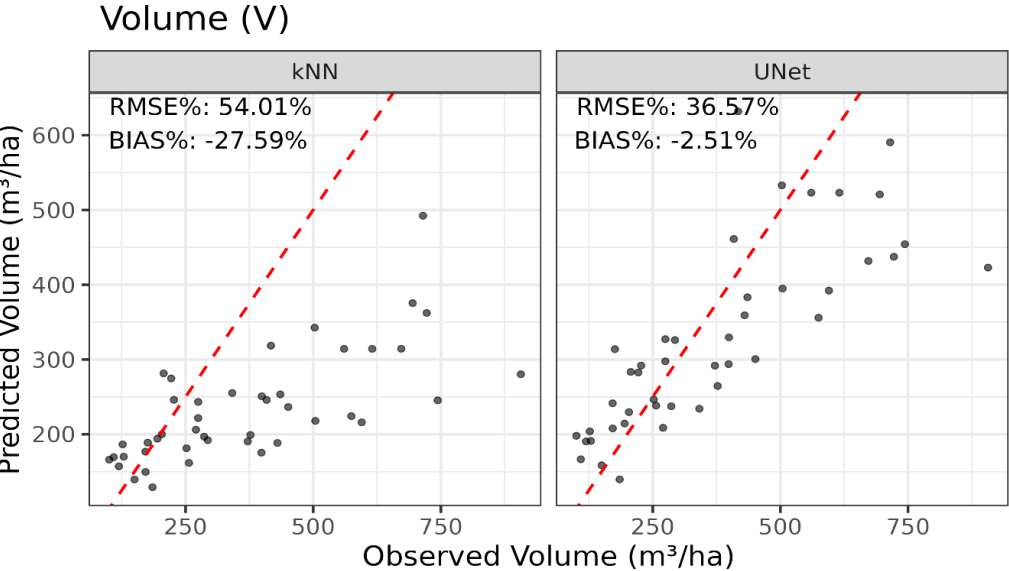 Volume (V)
kNN
UNet
RMSE%: 54.01%
BIAS%: -27.59%
RMSE%: 36.57%
BIAS%: -2.51%
600
500
400
300
200
Predicted Volume (m³/ha)
250
500
750
250
500
750
Observed Volume (m³/ha)